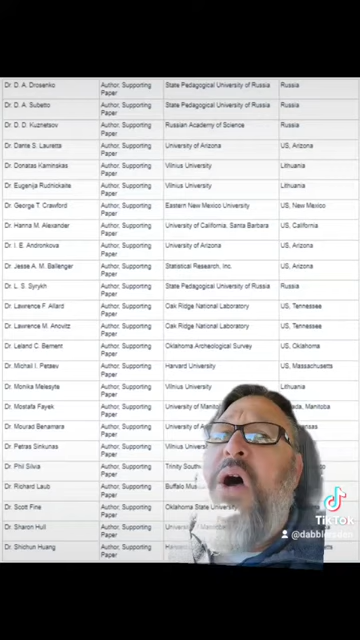 Dr. D. A. Drosenko Author, Supporting Paper State Pedagogical University of Russia Russia
Dr. D. A. Subetto Author, Supporting Paper State Pedagogical University of Russia Russia
Dr. D. D. Kuznetsov Author, Supporting Paper Russian Academy of Science Russia
Dr. Dante S. Lauretta Author, Supporting Paper University of Arizona US, Arizona
Dr. Donatas Kaminskas Author, Supporting Paper Vilnius University Lithuania
Dr. Eugenija Rudnickaite Author, Supporting Paper Vilnius University Lithuania
Dr. George T. Crawford Author, Supporting Paper Eastern New Mexico University US, New Mexico
Dr. Hanna M. Alexander Author, Supporting Paper University of California, Santa Barbara US, California
Dr. I. E. Andronkova Author, Supporting Paper University of Arizona US, Arizona
Dr. Jesse A. M. Ballenger Author, Supporting Paper Statistical Research, Inc. US, Arizona
Dr. L. S. Syrykh Author, Supporting Paper State Pedagogical University of Russia Russia
Dr. Lawrence F. Allard Author, Supporting Paper Oak Ridge National Laboratory US, Tennessee
Dr. Lawrence M. Anovitz Author, Supporting Paper Oak Ridge National Laboratory US, Tennessee
Dr. Leland C. Bement Author, Supporting Paper Oklahoma Archeological Survey US, Oklahoma
Dr. Michail I. Petaev Author, Supporting Paper Harvard University US, Massachusetts
Dr. Monika Melesyte Author, Supporting Paper Vilnius University Lithuania
Dr. Mostafa Fayek Author, Supporting Paper University of Manitoba Manitoba
Dr. Mourad Benamara Author, Supporting Paper University of
Dr. Petras Sinkunas Author, Supporting Paper Vilnius
Dr. Phil Silva Author, Supporting Paper Trinity
Dr. Richard Laub Author, Supporting Paper Buffalo
Dr. Scott Fine Author, Supporting Paper Oklahoma State
Dr. Sharon Hull Author, Supporting Paper
Dr. Shichun Huang Author, Supporting Paper
TikTok